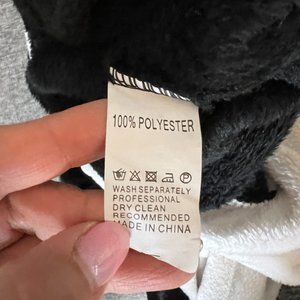 100% POLYESTER
WASH SEPARATELY
PROFESSIONAL
DRY CLEAN
RECOMMENDED
MADE IN CHINA